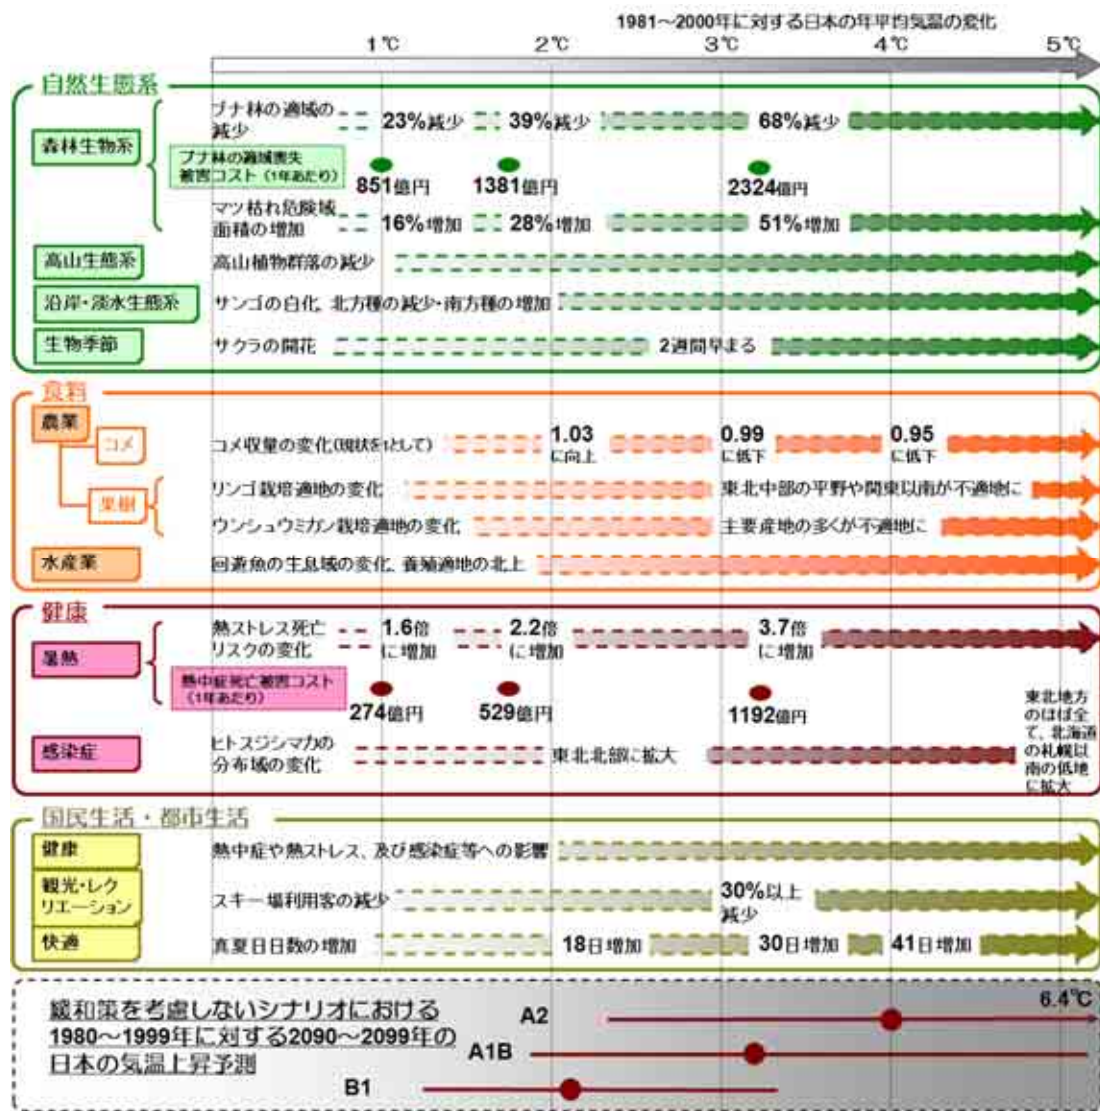 1981～2000年に対する日本の年平均気温の変化
1℃ 2℃ 3℃ 4℃ 5℃
自然生態系
森林生物系
ブナ林の適域の
減少
23%減少 39%減少 68%減少
ブナ林の適域喪失
被害コスト（1年あたり）
851億円 1381億円 2324億円
マツ枯れ危険域
面積の増加
16%増加 28%増加 51%増加
高山生態系
高山植物群落の減少
沿岸・淡水生態系
サンゴの白化、北方種の減少・南方種の増加
生物季節
サクラの開花
2週間早まる
食料
農業
コメ
コメ収量の変化（現状を1として）
1.03
に向上
0.99
に低下
0.95
に低下
果樹
リンゴ栽培適地の変化
東北中部の平野や関東以南が不適地に
ウンシュウミカン栽培適地の変化
主要産地の多くが不適地に
水産業
回遊魚の生息域の変化、養殖適地の北上
健康
暑熱
熱ストレス死亡
リスクの変化
1.6倍
に増加
2.2倍
に増加
3.7倍
に増加
熱中症死亡被害コスト
（1年あたり）
274億円 529億円 1192億円
感染症
ヒトスジシマカの
分布域の変化
東北北部に拡大
東北地方
のほぼ全
て、北海道
の札幌以
南の低地
に拡大
国民生活・都市生活
健康
熱中症や熱ストレス、及び感染症等への影響
観光・レク
リエーション
スキー場利用客の減少
30%以上
減少
快適
真夏日日数の増加
18日増加 30日増加 41日増加
緩和策を考慮しないシナリオにおける
1980～1999年に対する2090～2099年の
日本の気温上昇予測
A2
6.4℃
A1B
B1